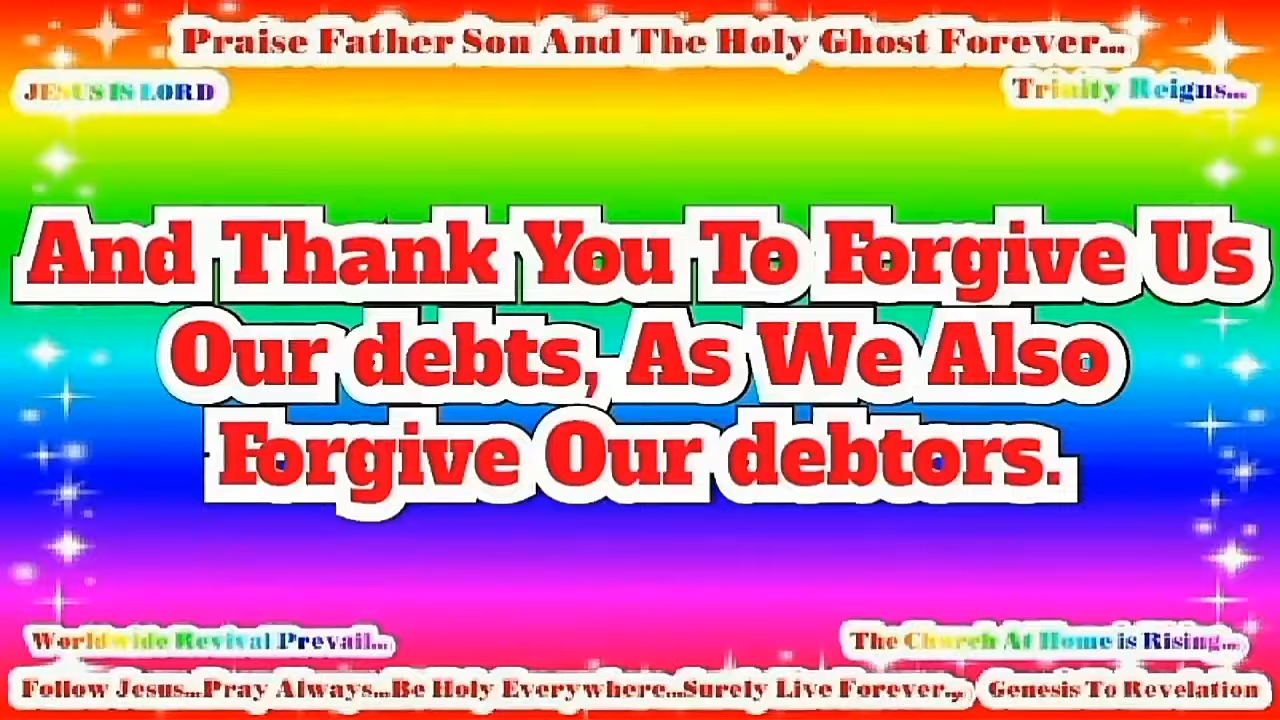 Praise Father Son And The Holy Ghost Forever...
JESUS IS LORD
Trinity Reigns...
And Thank You To Forgive Us
Our debts, As We Also
Forgive Our debtors.
Worldwide Revival Prevail...
The Church At Home is Rising...
Follow Jesus...Pray Always...Be Holy Everywhere...Surely Live Forever.,,
Genesis To Revelation